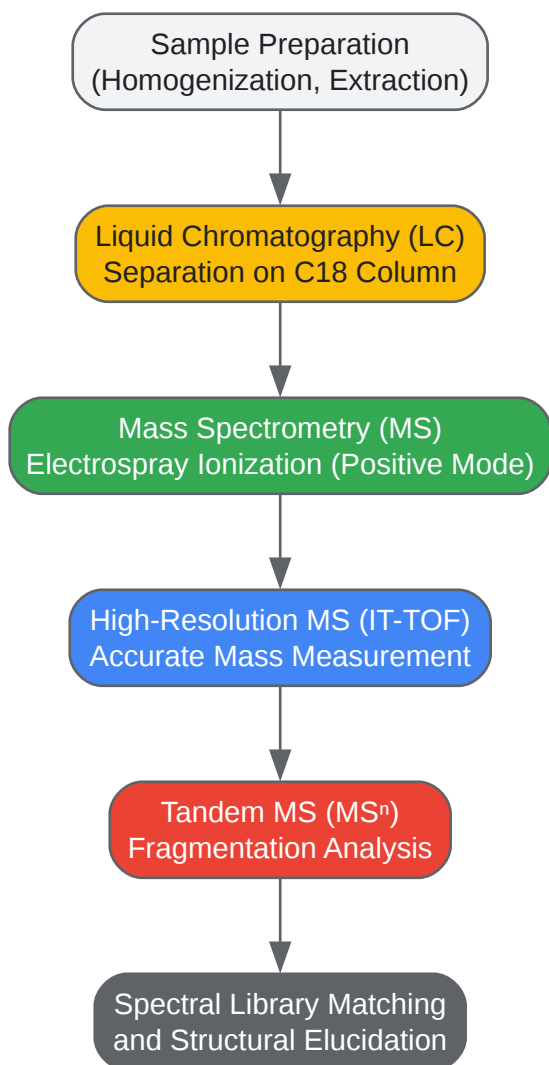 Sample Preparation
(Homogenization, Extraction)
Liquid Chromatography (LC)
Separation on C18 Column
Mass Spectrometry (MS)
Electrospray Ionization (Positive Mode)
High-Resolution MS (IT-TOF)
Accurate Mass Measurement
Tandem MS (MSⁿ)
Fragmentation Analysis
Spectral Library Matching
and Structural Elucidation